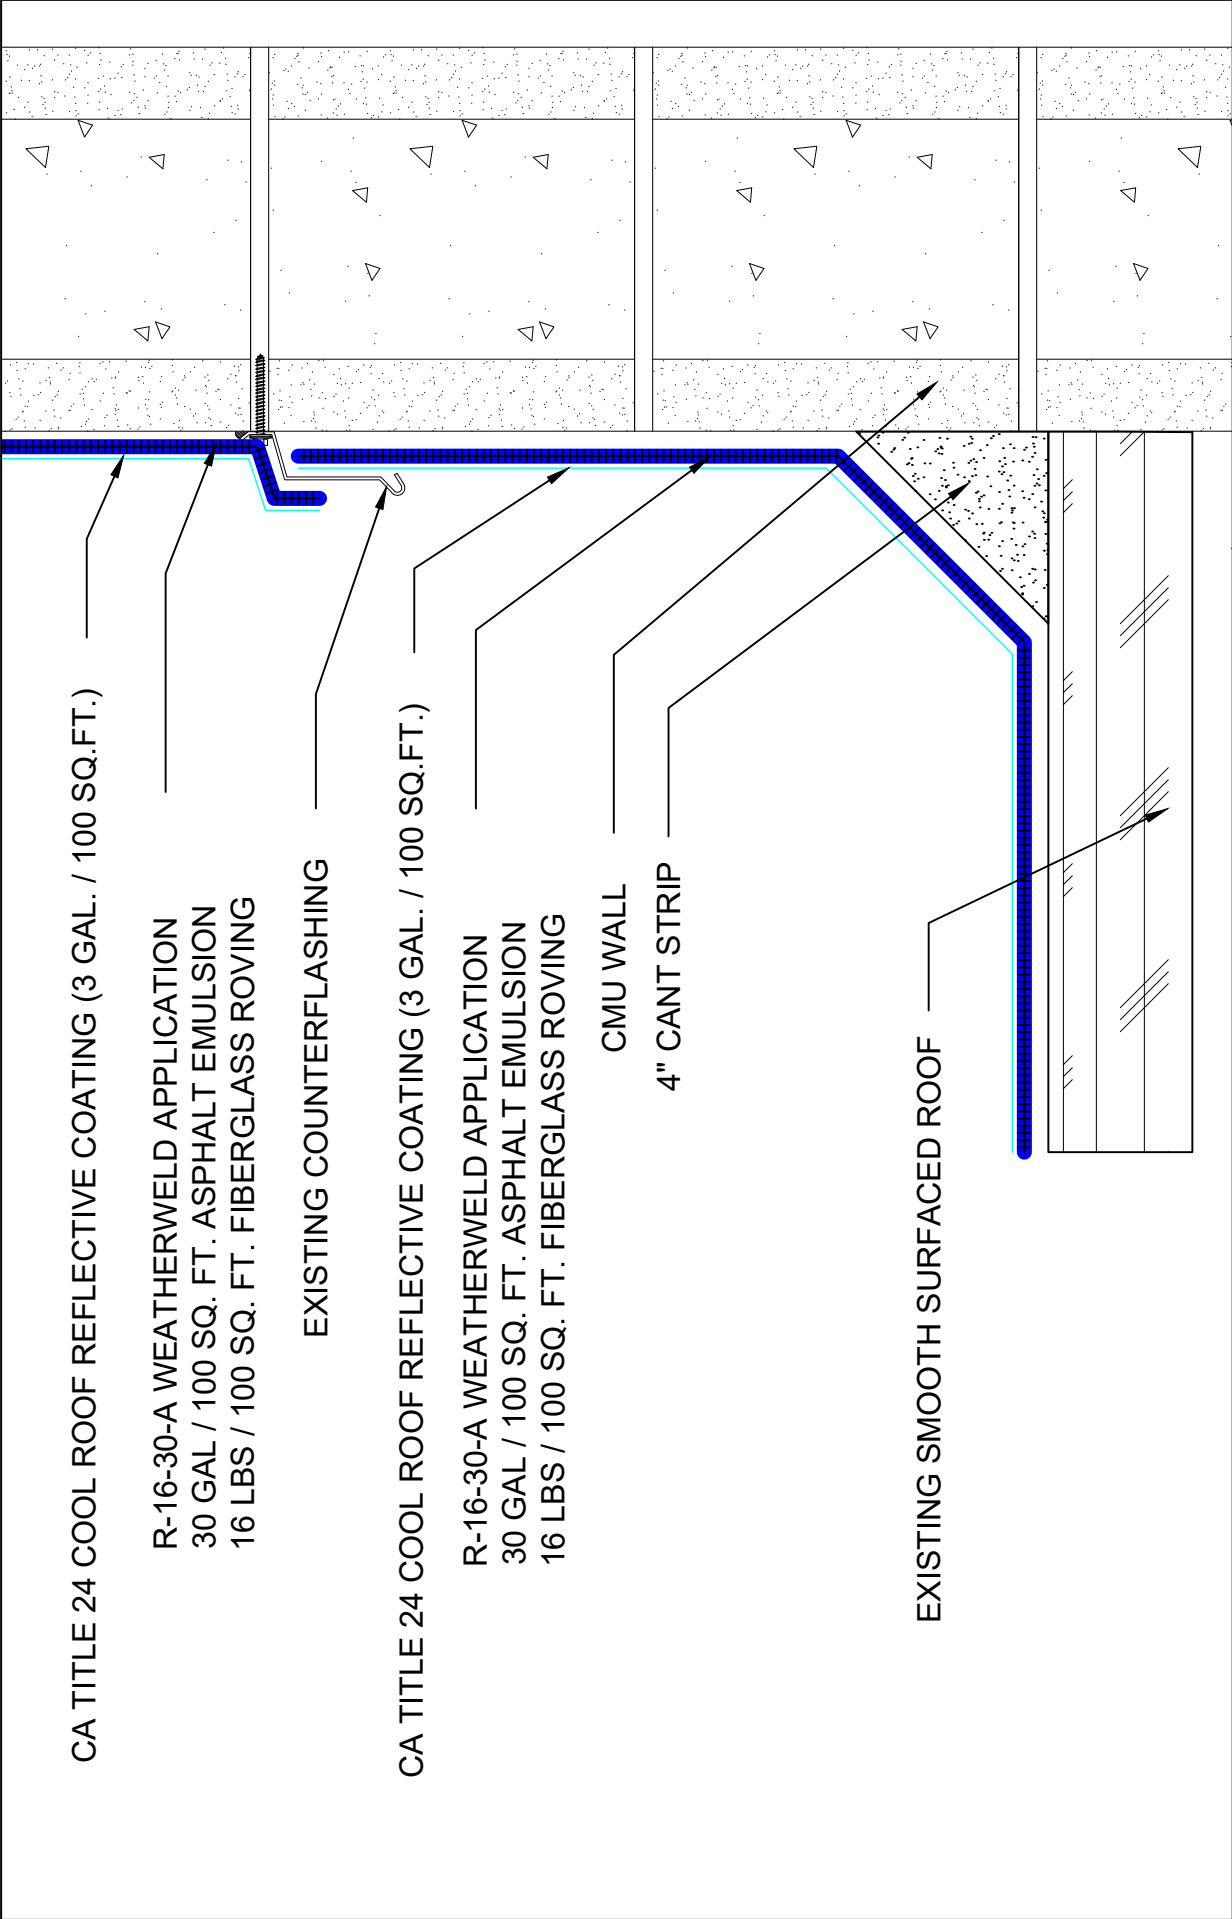 CA TITLE 24 COOL ROOF REFLECTIVE COATING (3 GAL. / 100 SQ.FT.)
R-16-30-A WEATHERWELD APPLICATION
30 GAL / 100 SQ. FT. ASPHALT EMULSION
16 LBS / 100 SQ. FT. FIBERGLASS ROVING
EXISTING COUNTERFLASHING
CA TITLE 24 COOL ROOF REFLECTIVE COATING (3 GAL. / 100 SQ.FT.)
R-16-30-A WEATHERWELD APPLICATION
30 GAL / 100 SQ. FT. ASPHALT EMULSION
16 LBS / 100 SQ. FT. FIBERGLASS ROVING
CMU WALL
4" CANT STRIP
EXISTING SMOOTH SURFACED ROOF